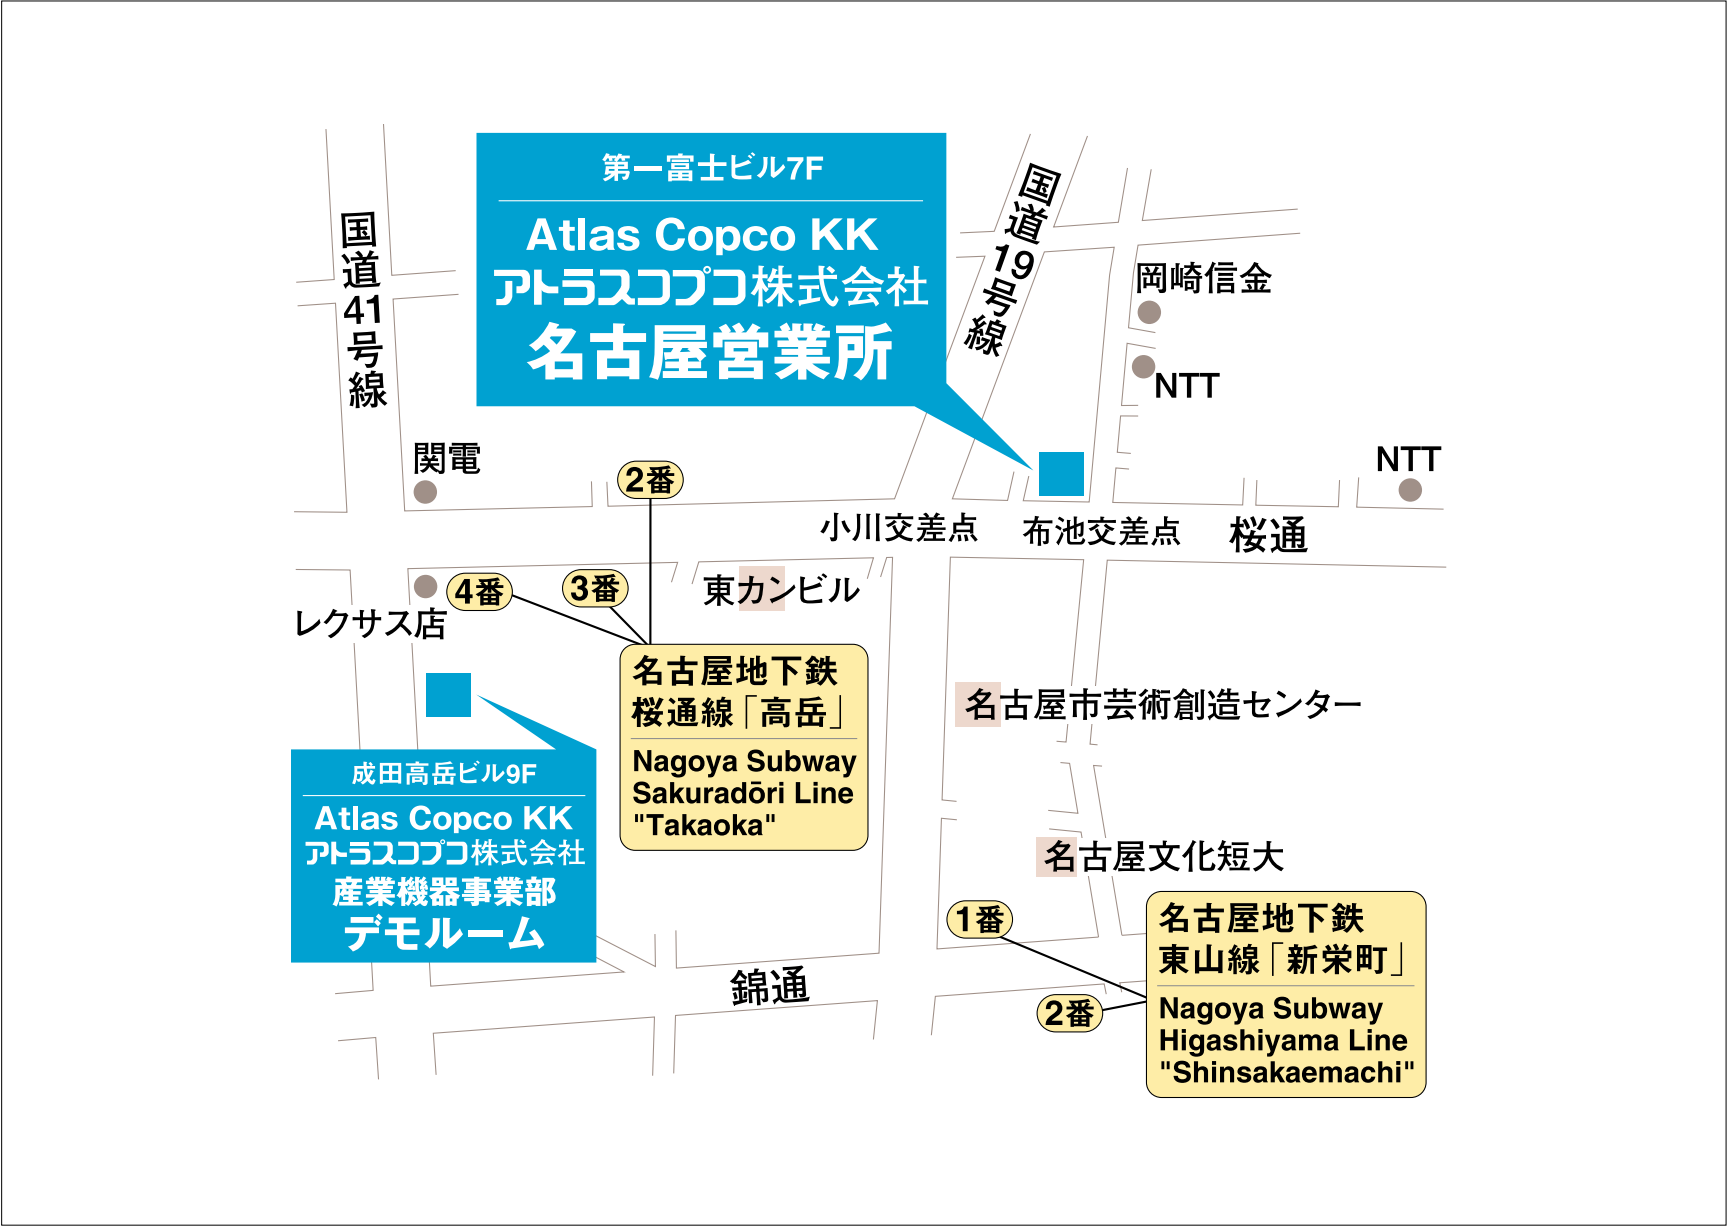 第一富士ビル7F
Atlas Copco KK
アトラスコプコ株式会社
名古屋営業所
国道41号線
国道19号線
岡崎信金
NTT
関電
2番
NTT
小川交差点
布池交差点
桜通
4番
3番
東カンビル
レクサス店
名古屋地下鉄
桜通線「高岳」
Nagoya Subway
Sakuradōri Line
"Takaoka"
名古屋市芸術創造センター
成田高岳ビル9F
Atlas Copco KK
アトラスコプコ株式会社
産業機器事業部
デモルーム
名古屋文化短大
1番
2番
名古屋地下鉄
東山線「新栄町」
Nagoya Subway
Higashiyama Line
"Shinsakaemachi"
錦通